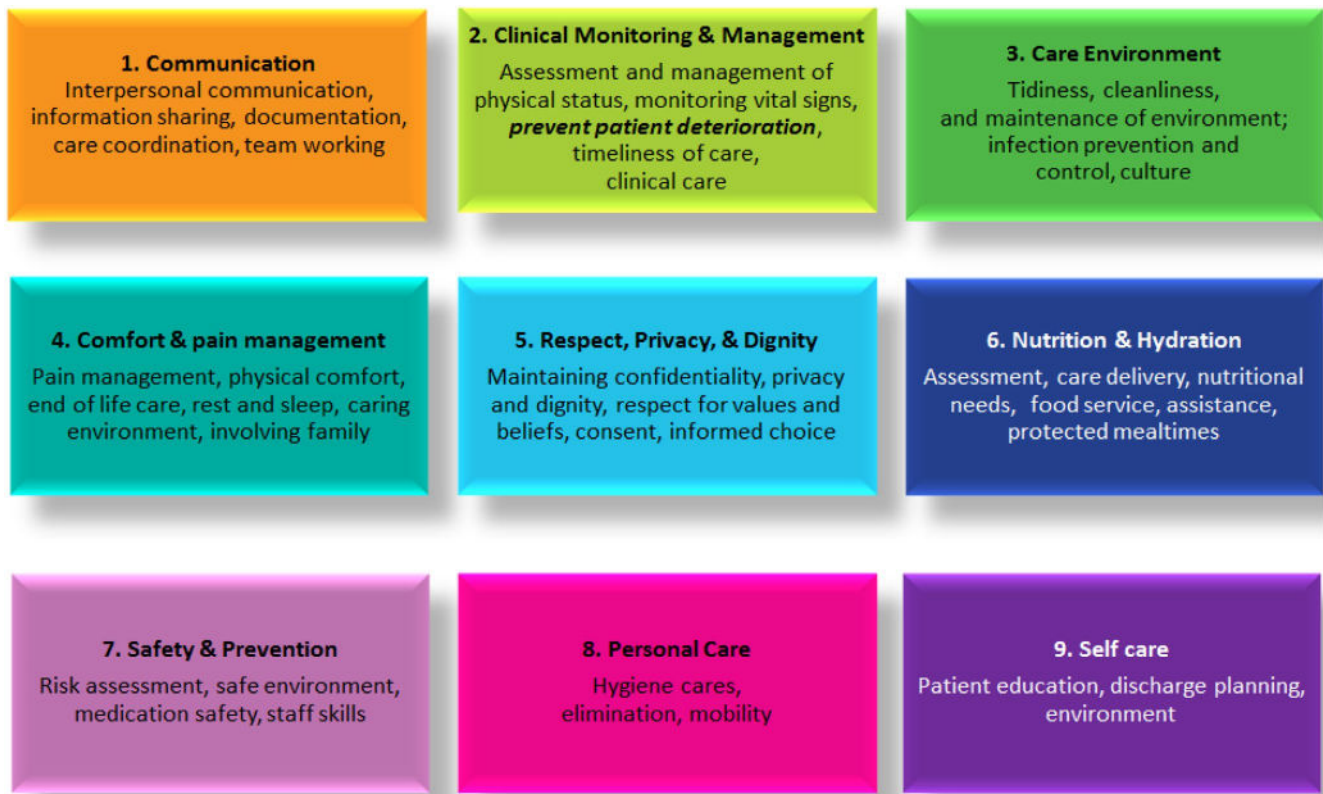 1. Communication
Interpersonal communication,
information sharing, documentation,
care coordination, team working
2. Clinical Monitoring & Management
Assessment and management of
physical status, monitoring vital signs,
prevent patient deterioration,
timeliness of care,
clinical care
3. Care Environment
Tidiness, cleanliness,
and maintenance of environment;
infection prevention and
control, culture
4. Comfort & pain management
Pain management, physical comfort,
end of life care, rest and sleep, caring
environment, involving family
5. Respect, Privacy, & Dignity
Maintaining confidentiality, privacy
and dignity, respect for values and
beliefs, consent, informed choice
6. Nutrition & Hydration
Assessment, care delivery, nutritional
needs, food service, assistance,
protected mealtimes
7. Safety & Prevention
Risk assessment, safe environment,
medication safety, staff skills
8. Personal Care
Hygiene cares,
elimination, mobility
9. Self care
Patient education, discharge planning,
environment